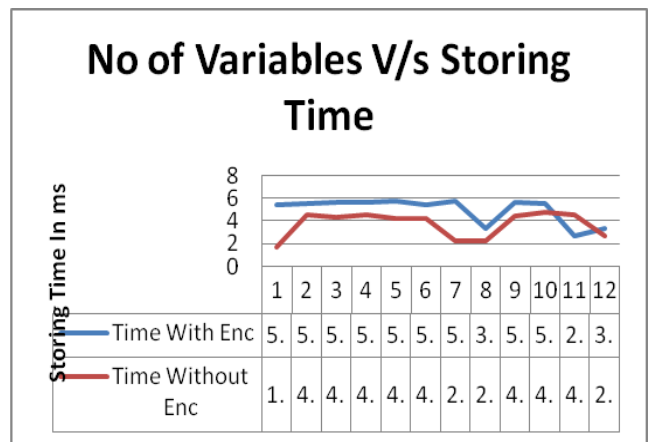 No of Variables V/s Storing
Time
Storing Time In ms
8
6
4
2
0
1 2 3 4 5 6 7 8 9 10 11 12
Time With Enc 5. 5. 5. 5. 5. 5. 5. 3. 5. 5. 2. 3.
Time Without
Enc 1. 4. 4. 4. 4. 4. 2. 2. 4. 4. 4. 2.